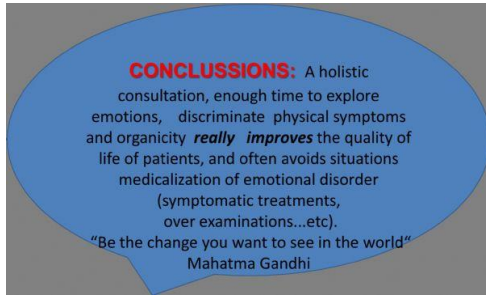 CONCLUSSIONS: A holistic
consultation, enough time to explore
emotions, discriminate physical symptoms
and organicity really improves the quality of
life of patients, and often avoids situations
medicalization of emotional disorder
(symptomatic treatments,
over examinations...etc).
“Be the change you want to see in the world“
Mahatma Gandhi